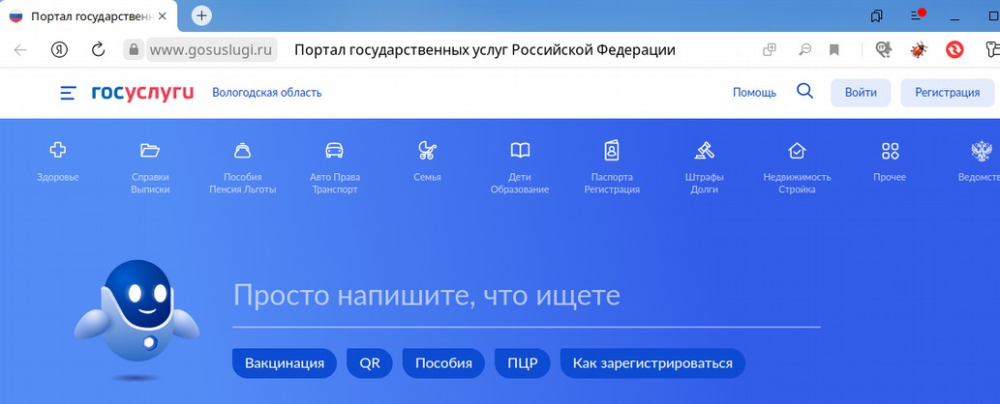 Портал государствен
www.gosuslugi.ru Портал государственных услуг Российской Федерации
госуслуги Вологодская область Помощь Войти Регистрация
Здоровье
Справки
Выписки
Пособия
Пенсия Льготы
Авто Права
Транспорт
Семья
Дети
Образование
Паспорта
Регистрация
Штрафы
Долги
Недвижимость
Стройка
Прочее
Ведомств
Просто напишите, что ищете
Вакцинация QR Пособия ПЦР Как зарегистрироваться